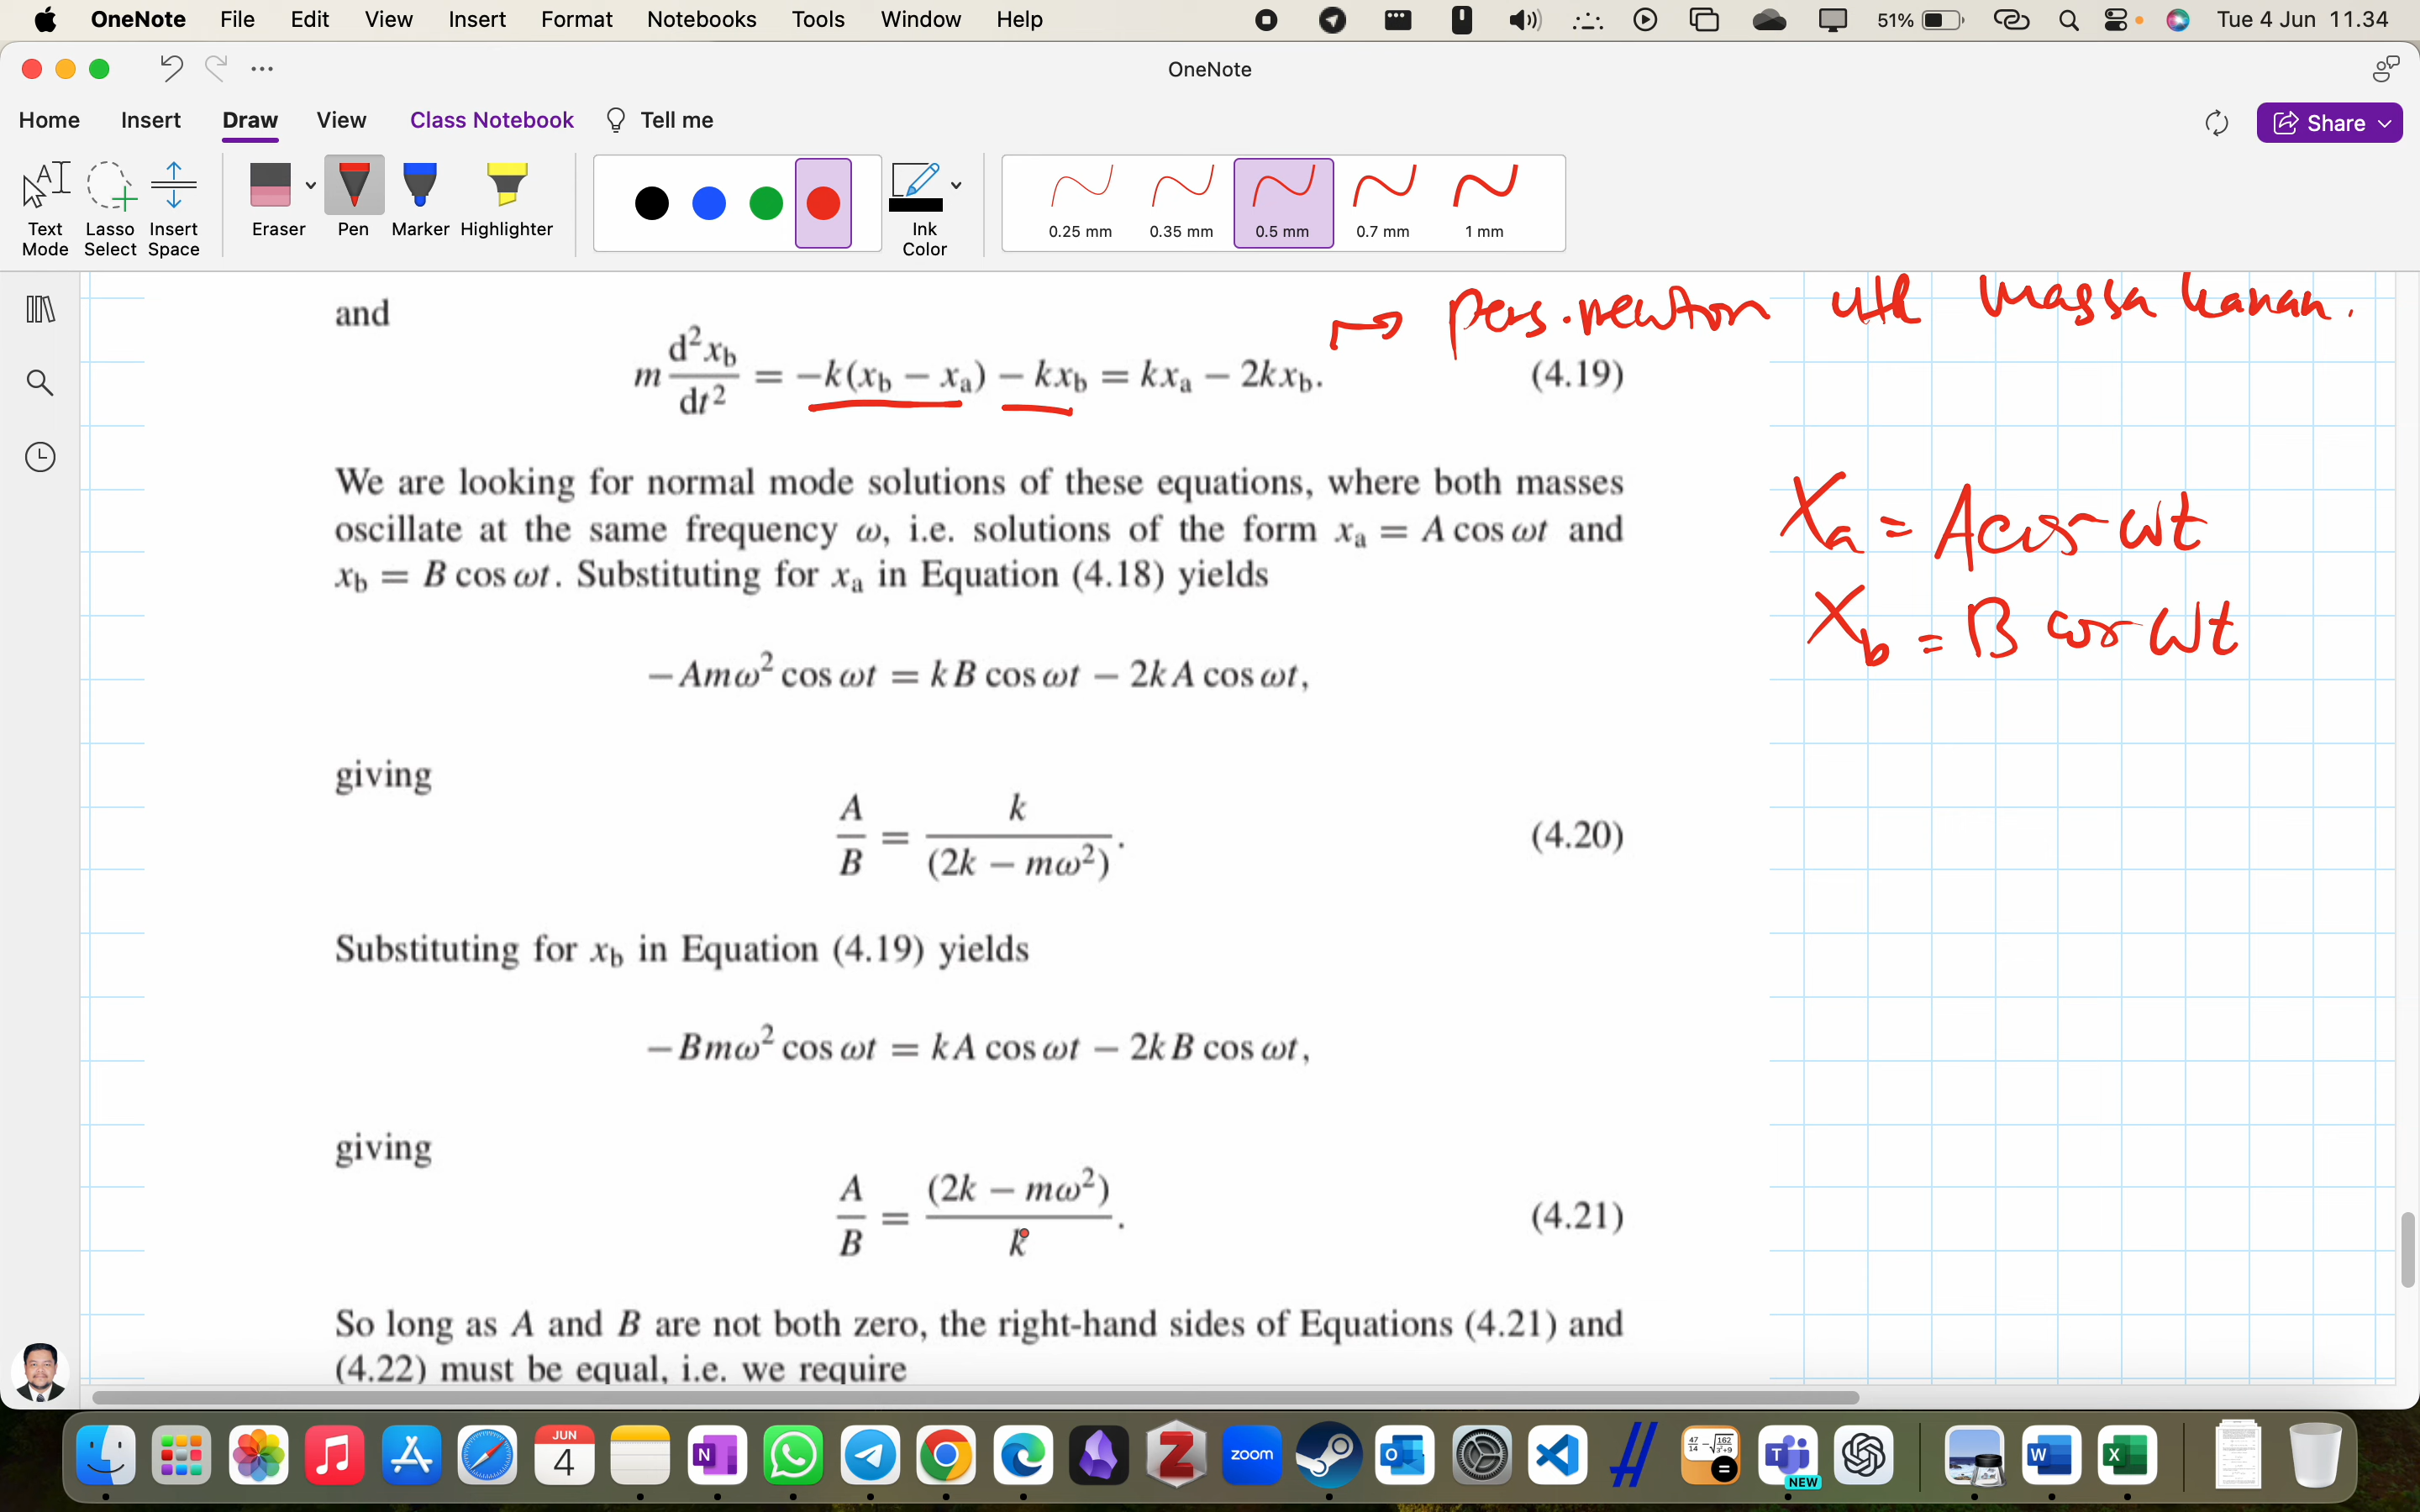 OneNote File Edit View Insert Format Notebooks Tools Window Help 51% Tue 4 Jun 11.34
OneNote
Home Insert Draw View Class Notebook Tell me Share
Text Mode Lasso Select Insert Space Eraser Pen Marker Highlighter Ink Color 0.25 mm 0.35 mm 0.5 mm 0.7 mm 1 mm
pers. newton utk massa kanan.
and
m d²x_b/dt² = −k(x_b − x_a) − kx_b = kx_a − 2kx_b. (4.19)
We are looking for normal mode solutions of these equations, where both masses
oscillate at the same frequency ω, i.e. solutions of the form x_a = A cos ωt and
x_b = B cos ωt. Substituting for x_a in Equation (4.18) yields
X_a = A cos ωt
X_b = B cos ωt
−Amω² cos ωt = kB cos ωt − 2kA cos ωt,
giving
A/B = k/(2k − mω²). (4.20)
Substituting for x_b in Equation (4.19) yields
−Bmω² cos ωt = kA cos ωt − 2kB cos ωt,
giving
A/B = (2k − mω²)/k. (4.21)
So long as A and B are not both zero, the right-hand sides of Equations (4.21) and
(4.22) must be equal, i.e. we require
JUN
4
N
Z
zoom
O
T
NEW
W
X